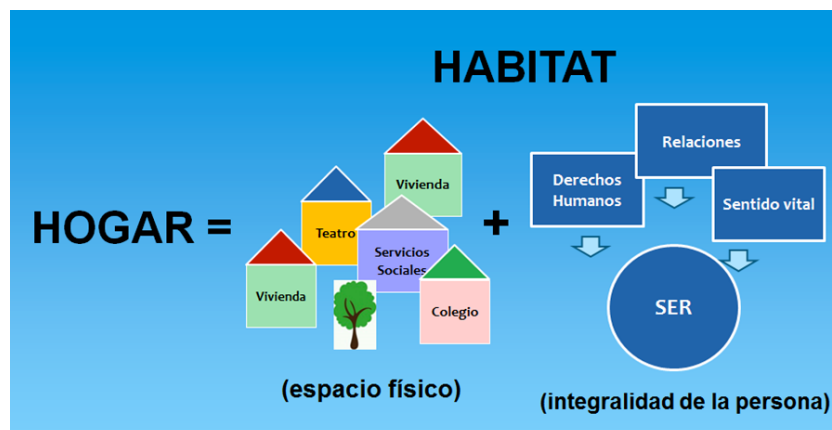 HABITAT
HOGAR =
Vivienda
Teatro
Vivienda
Servicios
Sociales
Colegio
(espacio físico)
+
Derechos
Humanos
Relaciones
Sentido vital
SER
(integralidad de la persona)